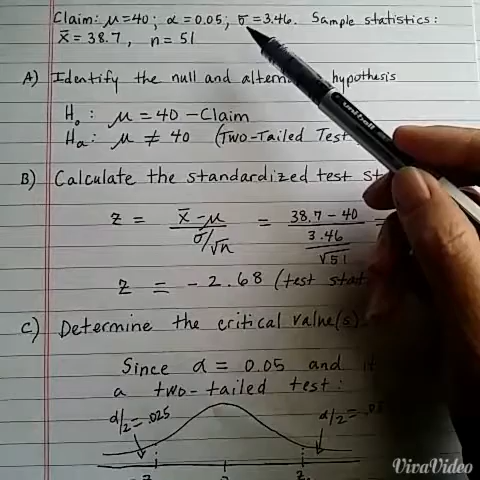 Claim: μ=40; α=0.05; σ=3.46. Sample statistics:
x̄ = 38.7, n = 51
A) Identify the null and hypothesis
H₀: μ = 40 - Claim
Hₐ: μ ≠ 40 (Two-Tailed Test
B) Calculate the standardized test
z = x̄ - μ / σ/√n = 38.7 - 40 / 3.46/√51 =
z = -2.68 (test
C) Determine the critical value(s)
Since α = 0.05 and
a two-tailed test:
α/2 = .025 α/2 =
uniball
VivaVideo